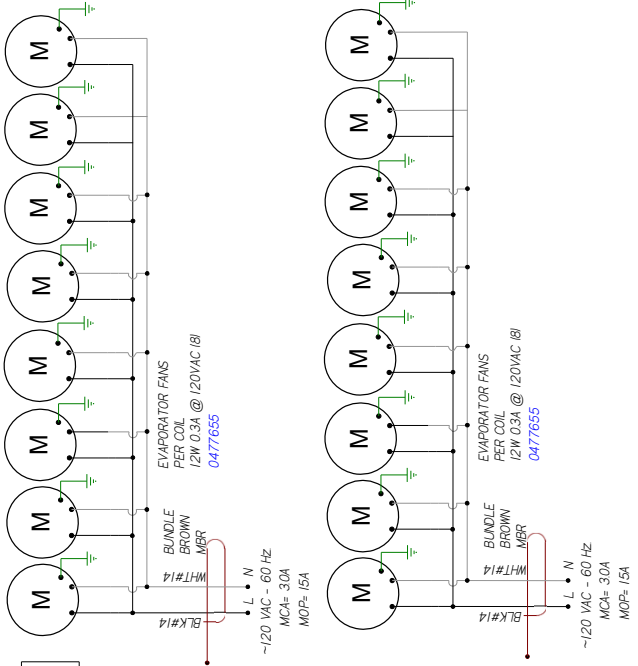 M
M
M
M
M
M
M
M
EVAPORATOR FANS
PER COIL
12W 0.3A @ 120VAC (8)
0477655
BUNDLE
BROWN
MBR
BLK#14
WHT#14
L N
~120 VAC - 60 Hz
MCA= 3.0A
MOP= 15A
M
M
M
M
M
M
M
M
EVAPORATOR FANS
PER COIL
12W 0.3A @ 120VAC (8)
0477655
BUNDLE
BROWN
MBR
BLK#14
WHT#14
L N
~120 VAC - 60 Hz
MCA= 3.0A
MOP= 15A